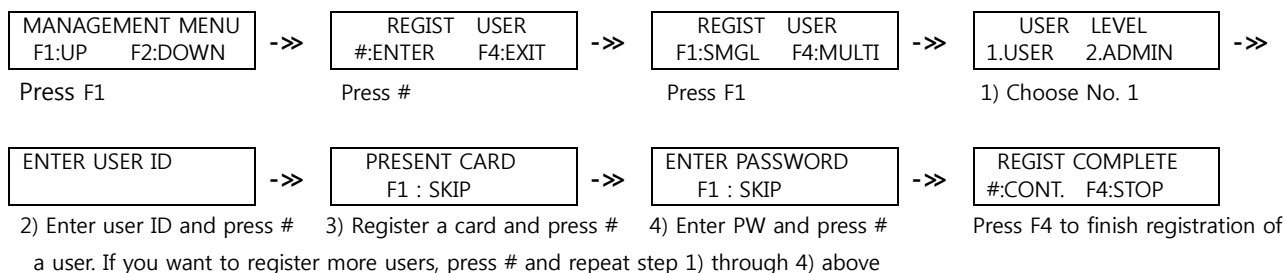 MANAGEMENT MENU
F1:UP F2:DOWN
-≫
REGIST USER
#:ENTER F4:EXIT
-≫
REGIST USER
F1:SMGL F4:MULTI
-≫
USER LEVEL
1.USER 2.ADMIN
-≫
Press F1
Press #
Press F1
1) Choose No. 1
ENTER USER ID
-≫
PRESENT CARD
F1 : SKIP
-≫
ENTER PASSWORD
F1 : SKIP
-≫
REGIST COMPLETE
#:CONT. F4:STOP
2) Enter user ID and press #
3) Register a card and press #
4) Enter PW and press #
Press F4 to finish registration of
a user. If you want to register more users, press # and repeat step 1) through 4) above